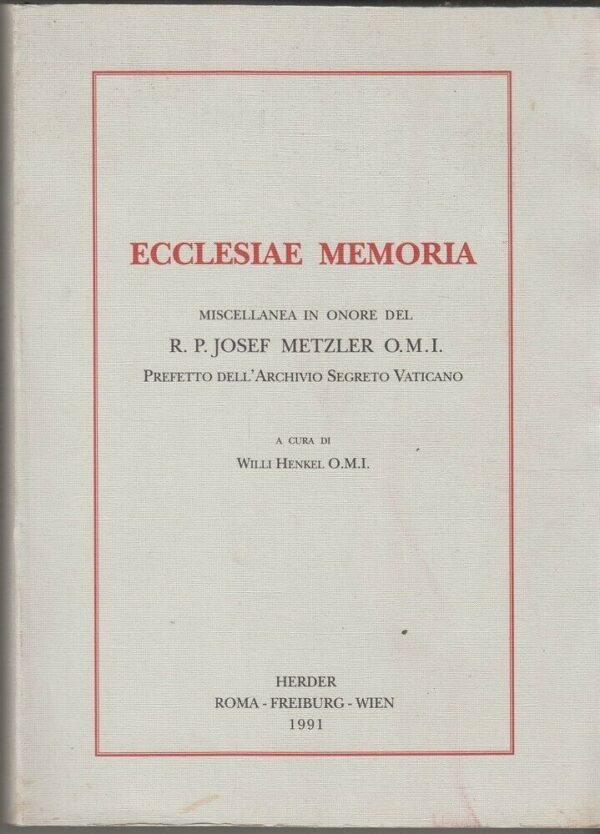 ECCLESIAE MEMORIA
MISCELLANEA IN ONORE DEL
R. P. JOSEF METZLER O.M.I.
PREFETTO DELL'ARCHIVIO SEGRETO VATICANO
A CURA DI
WILLI HENKEL O.M.I.
HERDER
ROMA - FREIBURG - WIEN
1991